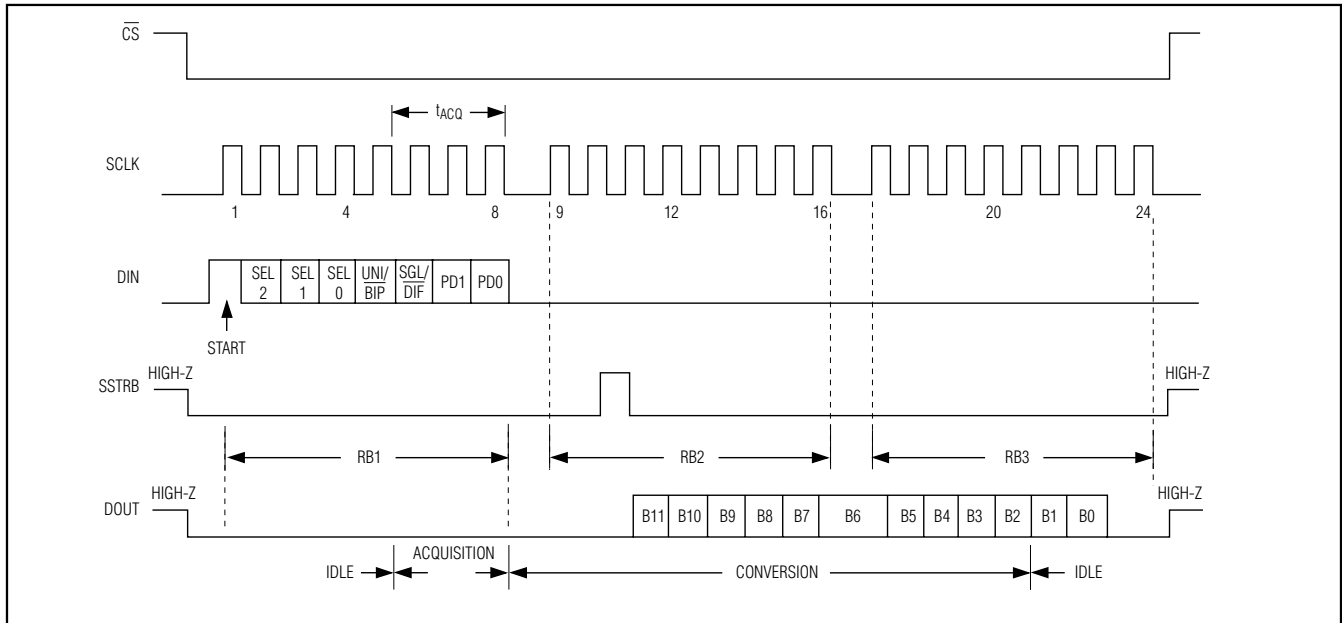 CS
tACQ
SCLK
1 4 8 9 12 16 20 24
DIN
SEL 2
SEL 1
SEL 0
UNI/ BIP
SGL/ DIF
PD1
PD0
START
HIGH-Z
SSTRB
HIGH-Z
RB1 RB2 RB3
HIGH-Z
DOUT
B11 B10 B9 B8 B7 B6 B5 B4 B3 B2 B1 B0
HIGH-Z
ACQUISITION
IDLE CONVERSION IDLE